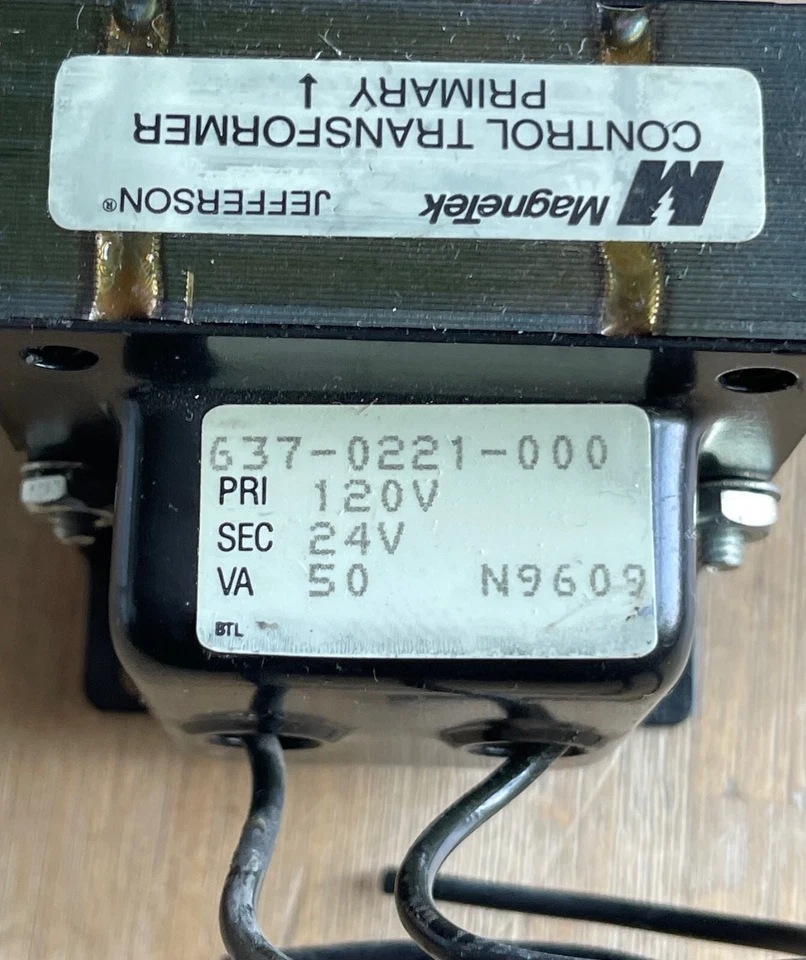 MagneTek JEFFERSON®
CONTROL TRANSFORMER
PRIMARY ↓
637-0221-000
PRI 120V
SEC 24V
VA 50 N9609
BTL